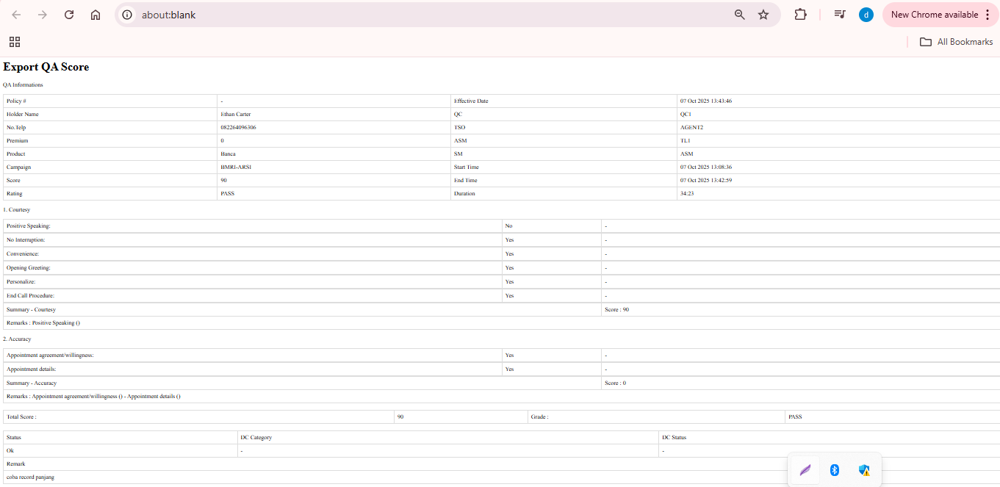 about:blank
d
New Chrome available
All Bookmarks
Export QA Score
QA Informations
Policy # - Effective Date 07 Oct 2025 13:43:46
Holder Name Ethan Carter QC QC1
No.Telp 082264096306 TSO AGENT2
Premium 0 ASM TL1
Product Banca SM ASM
Campaign BMRI-ARSI Start Time 07 Oct 2025 13:08:36
Score 90 End Time 07 Oct 2025 13:42:59
Rating PASS Duration 34:23
1. Courtesy
Positive Speaking: No -
No Interruption: Yes -
Convenience: Yes -
Opening Greeting: Yes -
Personalize: Yes -
End Call Procedure: Yes -
Summary - Courtesy Score : 90
Remarks : Positive Speaking ()
2. Accuracy
Appointment agreement/willingness: Yes -
Appointment details: Yes -
Summary - Accuracy Score : 0
Remarks : Appointment agreement/willingness () - Appointment details ()
Total Score : 90 Grade : PASS
Status DC Category DC Status
Ok - -
Remark
coba record panjang